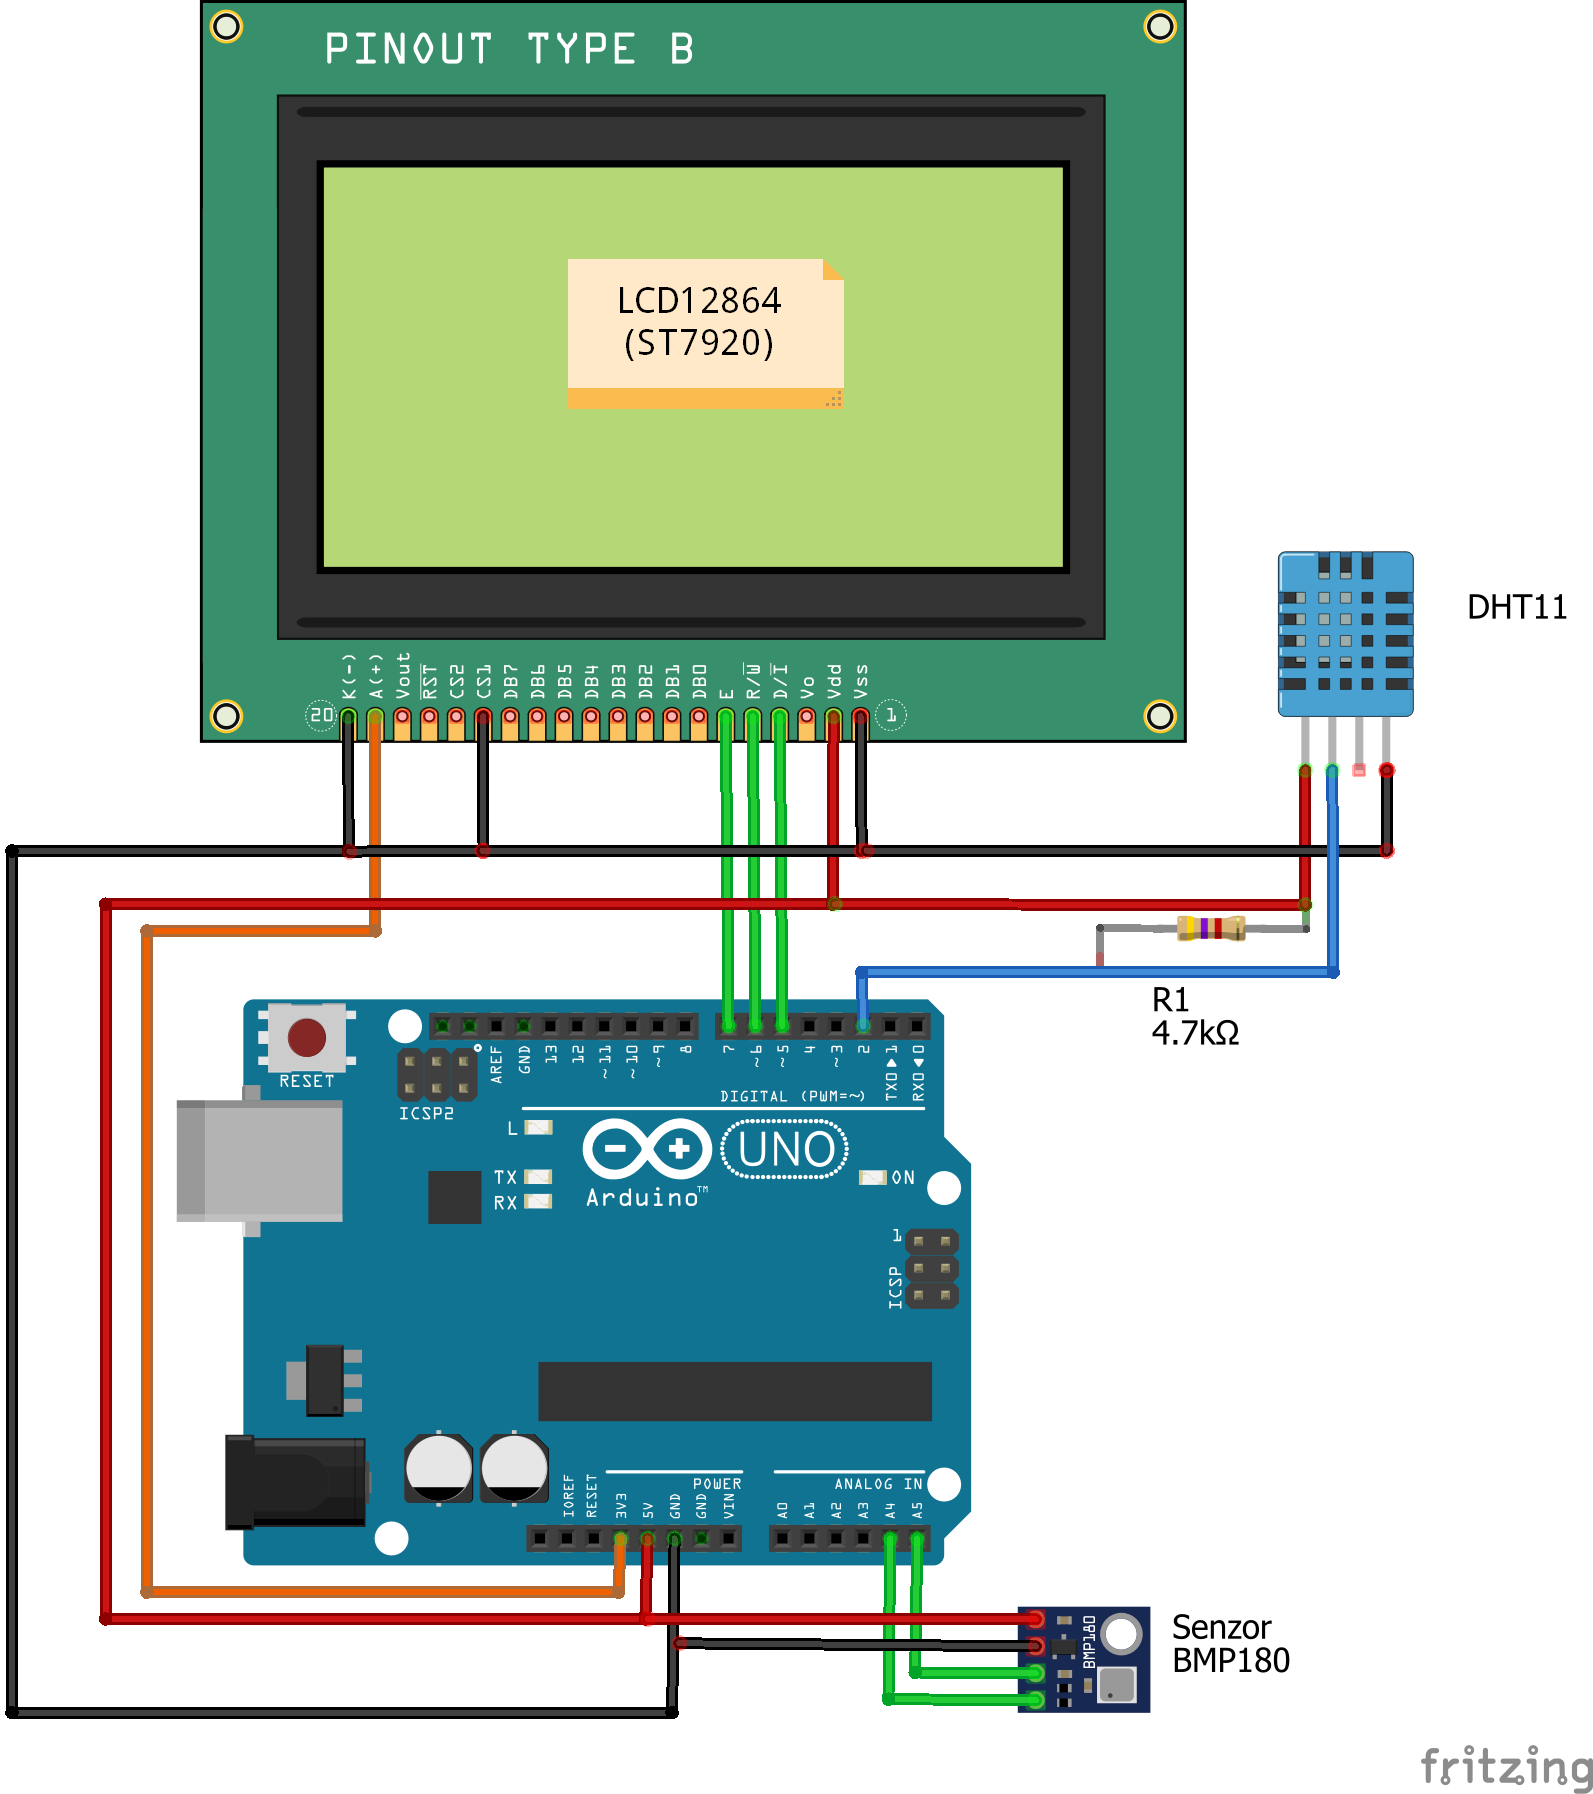 PINOUT TYPE B
LCD12864
(ST7920)
20 K(-) A(+) Vout RST CS2 CS1 DB7 DB6 DB5 DB4 DB3 DB2 DB1 DB0 E R/W D/I Vo Vdd Vss 1
DHT11
R1
4.7kΩ
RESET
ICSP2
AREF GND 13 12 ~11 ~10 ~9 8 7 ~6 ~5 4 ~3 2 TX0▶1 RX0◀0
DIGITAL (PWM=~)
L
TX
RX
Arduino™
UNO
ON
1
ICSP
POWER
ANALOG IN
IOREF RESET 3V3 5V GND GND VIN A0 A1 A2 A3 A4 A5
BMP180
Senzor
BMP180
fritzing